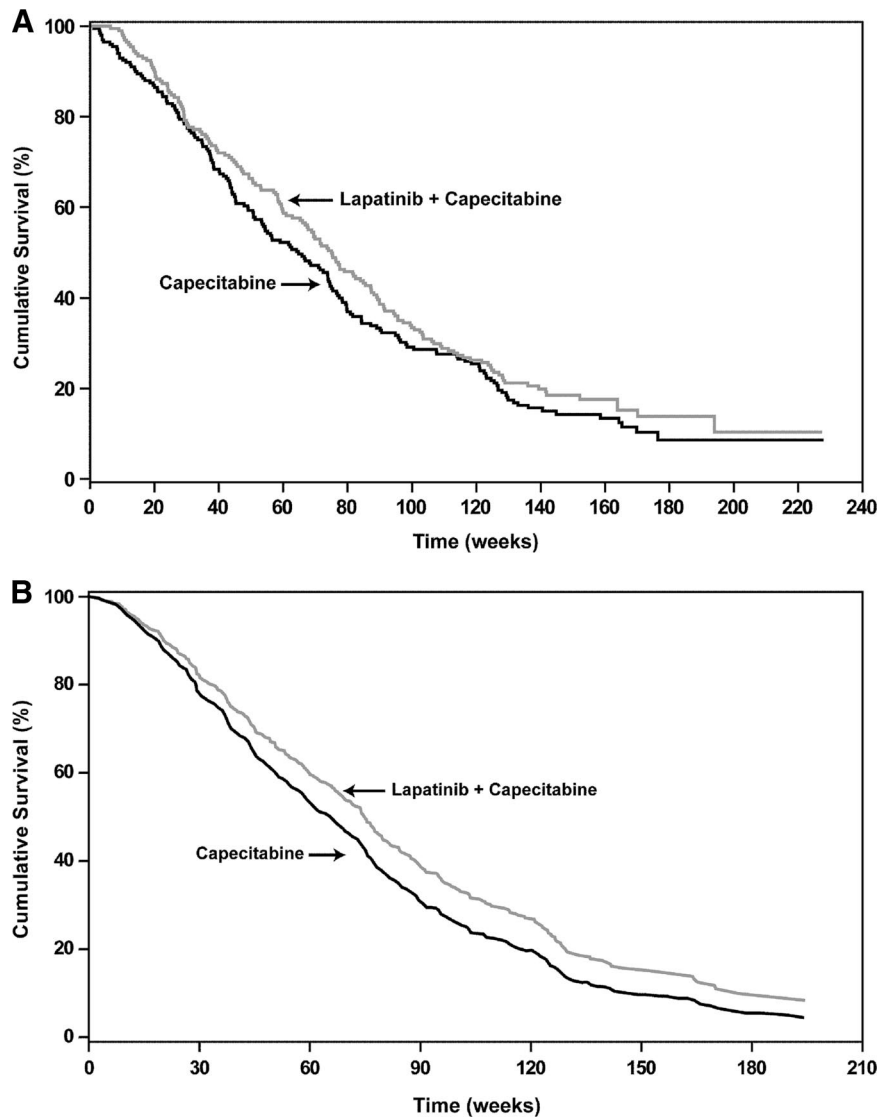 A
Cumulative Survival (%)
100
80
60
40
20
0
Lapatinib + Capecitabine
Capecitabine
0 20 40 60 80 100 120 140 160 180 200 220 240
Time (weeks)
B
Cumulative Survival (%)
100
80
60
40
20
0
Lapatinib + Capecitabine
Capecitabine
0 30 60 90 120 150 180 210
Time (weeks)